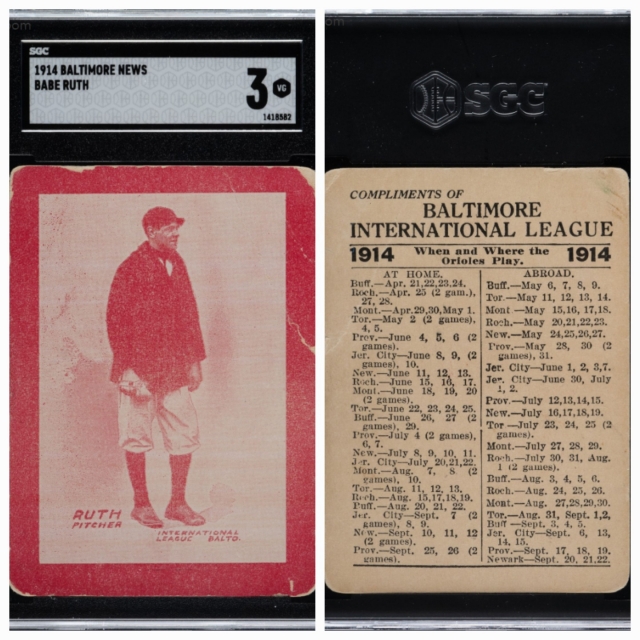 com
SGC
1914 BALTIMORE NEWS
BABE RUTH
3 VG
1418582
RUTH
PITCHER
INTERNATIONAL
LEAGUE BALTO.
SGC
COMPLIMENTS OF
BALTIMORE
INTERNATIONAL LEAGUE
1914 When and Where the Orioles Play. 1914
AT HOME.
Buff.—Apr. 21,22,23,24.
Roch.—Apr. 25 (2 gam.),
27, 28.
Mont.—Apr.29,30,May 1.
Tor.—May 2 (2 games),
4, 5.
Prov.—June 4, 5, 6 (2
games).
Jer. City—June 8, 9, (2
games), 10.
New.—June 11, 12, 13.
Roch.—June 15, 16, 17.
Mont.—June 18, 19, 20
(2 games).
Tor.—June 22, 23, 24, 25.
Buff.—June 26, 27 (2
games), 29.
Prov.—July 4 (2 games),
6, 7.
New.—July 8, 9, 10, 11.
Jer. City—July 20,21,22.
Mont.—Aug. 7, 8 (2
games), 10.
Tor.—Aug. 11, 12, 13.
Roch.—Aug. 15,17,18,19.
Buff.—Aug. 20, 21, 22.
Jer. City—Sept. 7 (2
games), 8, 9.
New.—Sept. 10, 11, 12
(2 games).
Prov.—Sept. 25, 26 (2
games).
ABROAD.
Buff.—May 6, 7, 8, 9.
Tor.—May 11, 12, 13, 14.
Mont—May 15,16,17,18.
Roch.—May 20,21,22,23.
New.—May 24,25,26,27.
Prov.—May 28, 30 (2
games), 31.
Jer. City—June 1, 2, 3,7.
Jer. City—June 30, July
1, 2.
Prov.—July 12,13,14,15.
New.—July 16,17,18,19.
Tor—July 23, 24, 25 (2
games).
Mont.—July 27, 28, 29.
Roch.—July 30, 31, Aug.
1 (2 games).
Buff.—Aug. 3, 4, 5, 6.
Roch.—Aug. 24, 25, 26.
Mont.—Aug. 27,28,29,30.
Tor.—Aug. 31, Sept. 1,2,
Buff—Sept. 3, 4, 5.
Jer. City—Sept. 6, 13,
14, 15.
Prov.—Sept. 17, 18, 19.
Newark—Sept. 20, 21.22.